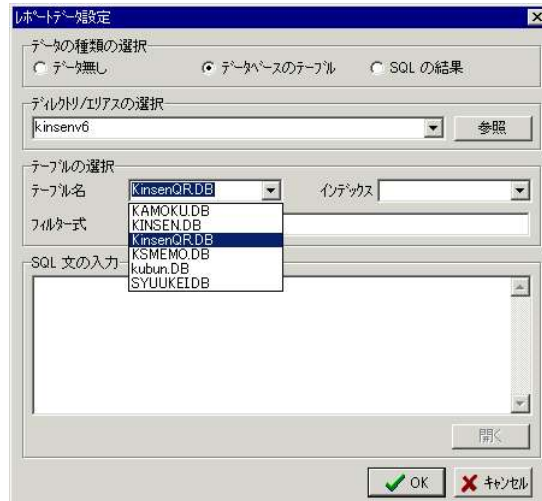 ﾚﾎﾟｰﾄﾃﾞｰﾀ設定
ﾃﾞｰﾀの種類の選択
ﾃﾞｰﾀ無し ﾃﾞｰﾀﾍﾞｰｽのﾃｰﾌﾞﾙ SQL の結果
ﾃﾞｨﾚｸﾄﾘ/ｴｲﾘｱｽの選択
kinsenv6 参照
ﾃｰﾌﾞﾙの選択
ﾃｰﾌﾞﾙ名 KinsenQR.DB ｲﾝﾃﾞｯｸｽ
ﾌｨﾙﾀｰ式
KAMOKU.DB
KINSEN.DB
KinsenQR.DB
KSMEMO.DB
kubun.DB
SYUUKEI.DB
SQL 文の入力
開く
OK ｷｬﾝｾﾙ